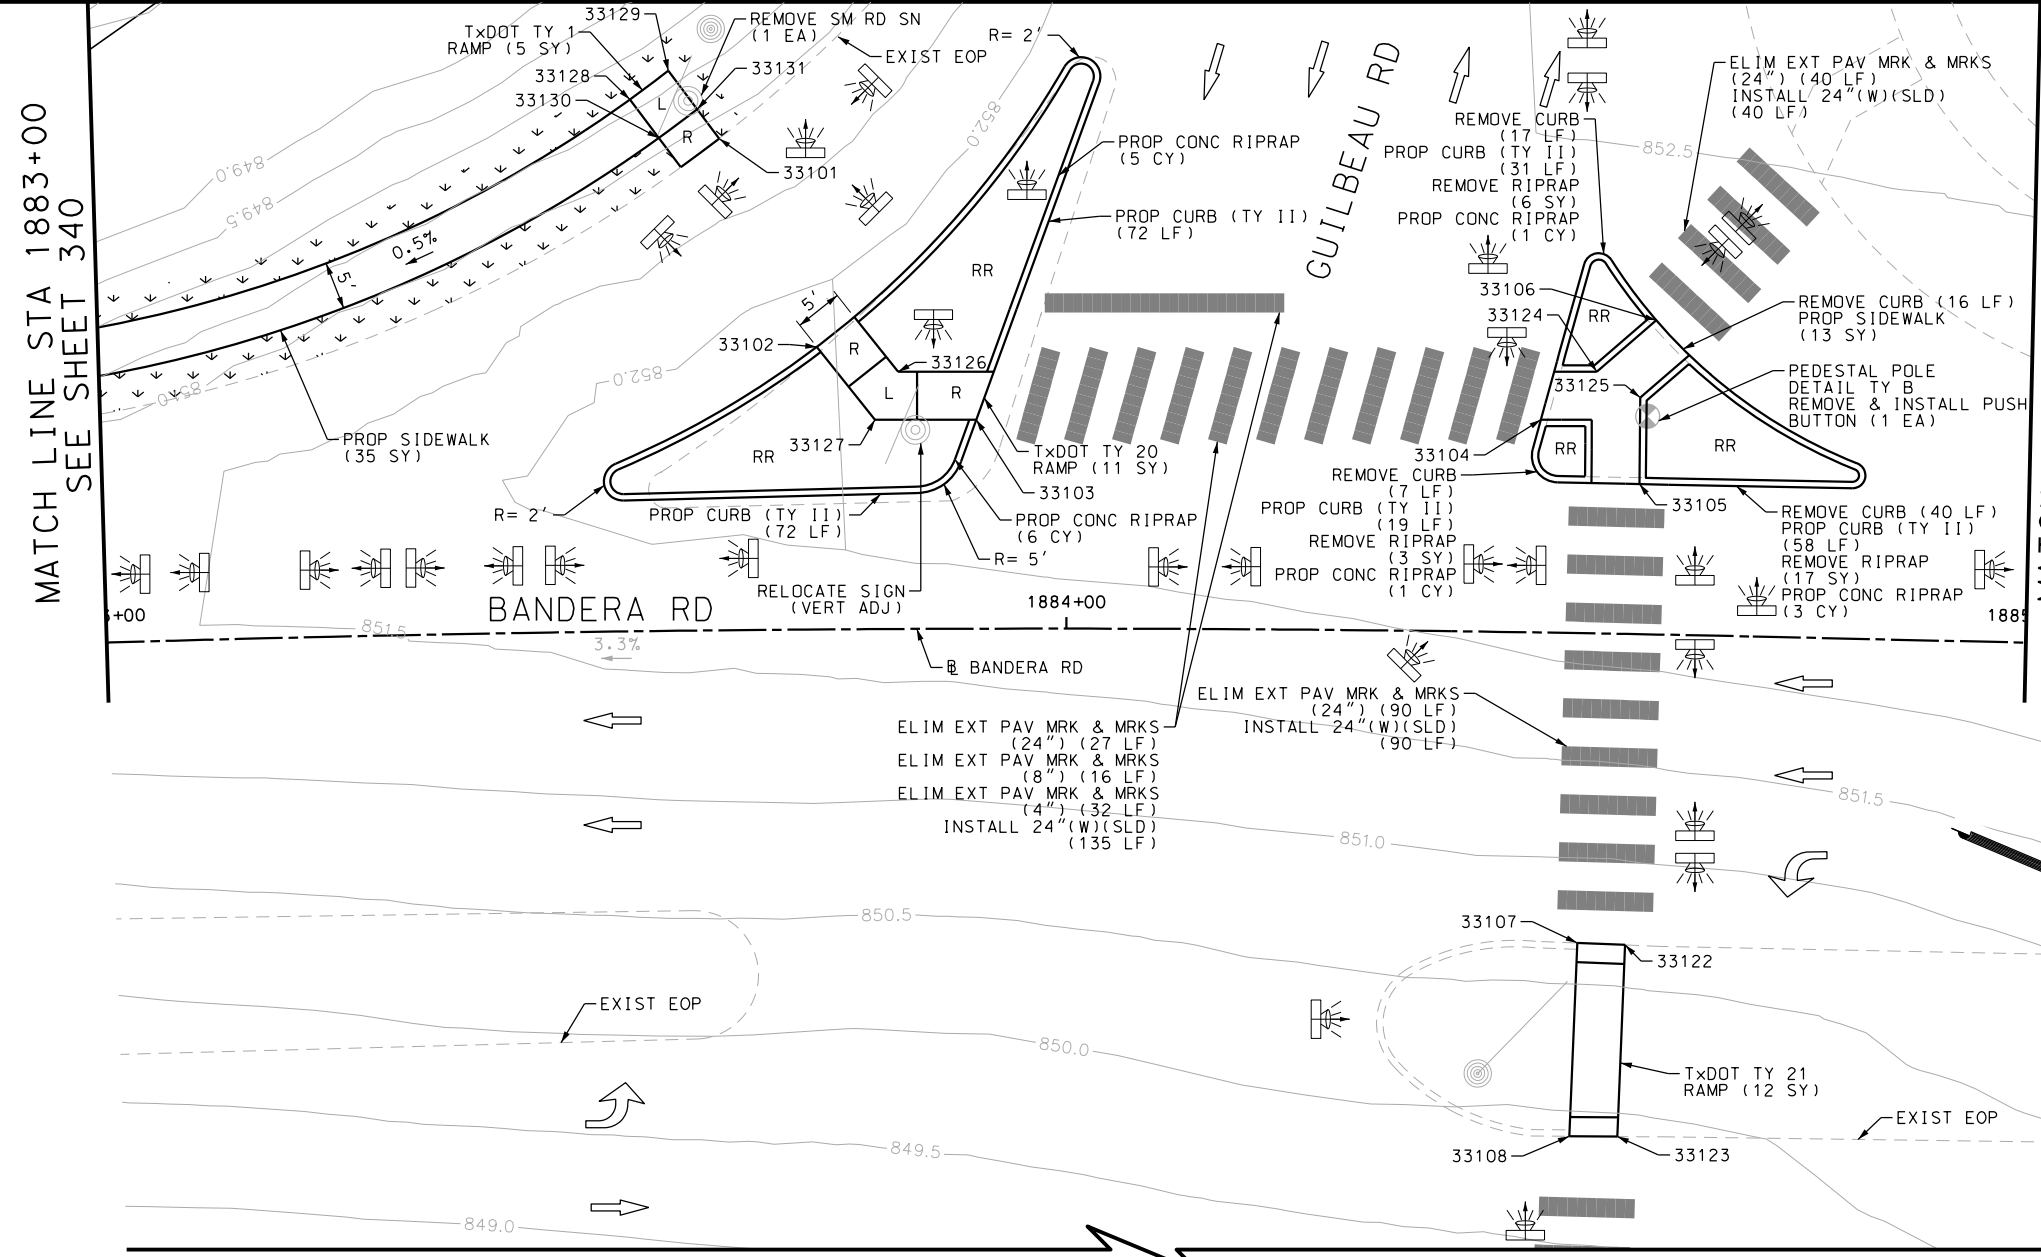 MATCH LINE STA 1883+00
SEE SHEET 340
33129
TxDOT TY 1
RAMP (5 SY)
REMOVE SM RD SN
(1 EA)
EXIST EOP
33128
33130
33131
L
R
33101
849.0
849.5
0.5%
5'
851.0
PROP SIDEWALK
(35 SY)
R= 2'
852.0
PROP CONC RIPRAP
(5 CY)
PROP CURB (TY II)
(72 LF)
RR
5'
33102
R
33126
L
R
852.0
33127
RR
TxDOT TY 20
RAMP (11 SY)
33103
R= 2'
PROP CURB (TY II)
(72 LF)
PROP CONC RIPRAP
(6 CY)
R= 5'
RELOCATE SIGN
(VERT ADJ)
GUILBEAU RD
REMOVE CURB
(17 LF)
PROP CURB (TY II)
(31 LF)
REMOVE RIPRAP
(6 SY)
PROP CONC RIPRAP
(1 CY)
ELIM EXT PAV MRK & MRKS
(24") (40 LF)
INSTALL 24"(W)(SLD)
(40 LF)
852.5
33106
33124
RR
REMOVE CURB (16 LF)
PROP SIDEWALK
(13 SY)
33125
PEDESTAL POLE
DETAIL TY B
REMOVE & INSTALL PUSH
BUTTON (1 EA)
33104
RR
RR
REMOVE CURB
(7 LF)
PROP CURB (TY II)
(19 LF)
REMOVE RIPRAP
(3 SY)
PROP CONC RIPRAP
(1 CY)
33105
REMOVE CURB (40 LF)
PROP CURB (TY II)
(58 LF)
REMOVE RIPRAP
(17 SY)
PROP CONC RIPRAP
(3 CY)
BANDERA RD
+00
1884+00
1885
851.5
3.3%
BL BANDERA RD
ELIM EXT PAV MRK & MRKS
(24") (27 LF)
ELIM EXT PAV MRK & MRKS
(8") (16 LF)
ELIM EXT PAV MRK & MRKS
(4") (32 LF)
INSTALL 24"(W)(SLD)
(135 LF)
ELIM EXT PAV MRK & MRKS
(24") (90 LF)
INSTALL 24"(W)(SLD)
(90 LF)
851.5
851.0
850.5
33107
33122
EXIST EOP
850.0
TxDOT TY 21
RAMP (12 SY)
EXIST EOP
849.5
33108
33123
849.0